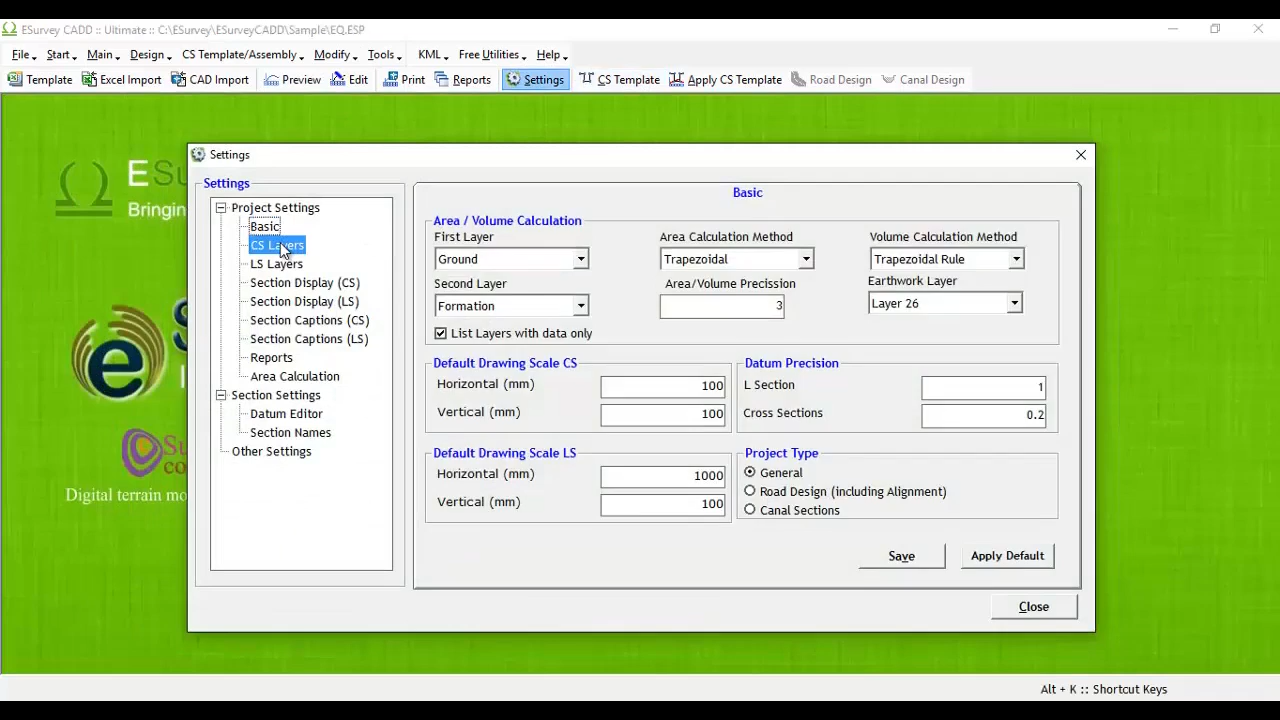 ESurvey CADD :: Ultimate :: C:\ESurvey\ESurveyCADD\Sample\EQ.ESP
File Start Main Design CS Template/Assembly Modify Tools KML Free Utilities Help
Template Excel Import CAD Import Preview Edit Print Reports Settings CS Template Apply CS Template Road Design Canal Design
E S
Bringin
e S
I
Su
co
Digital terrain mo
Settings
Settings
Project Settings
Basic
CS Layers
LS Layers
Section Display (CS)
Section Display (LS)
Section Captions (CS)
Section Captions (LS)
Reports
Area Calculation
Section Settings
Datum Editor
Section Names
Other Settings
Basic
Area / Volume Calculation
First Layer Area Calculation Method Volume Calculation Method
Ground Trapezoidal Trapezoidal Rule
Second Layer Area/Volume Precission Earthwork Layer
Formation 3 Layer 26
List Layers with data only
Default Drawing Scale CS Datum Precision
Horizontal (mm) 100 L Section 1
Vertical (mm) 100 Cross Sections 0.2
Default Drawing Scale LS Project Type
Horizontal (mm) 1000 General
Road Design (including Alignment)
Vertical (mm) 100 Canal Sections
Save Apply Default
Close
Alt + K :: Shortcut Keys